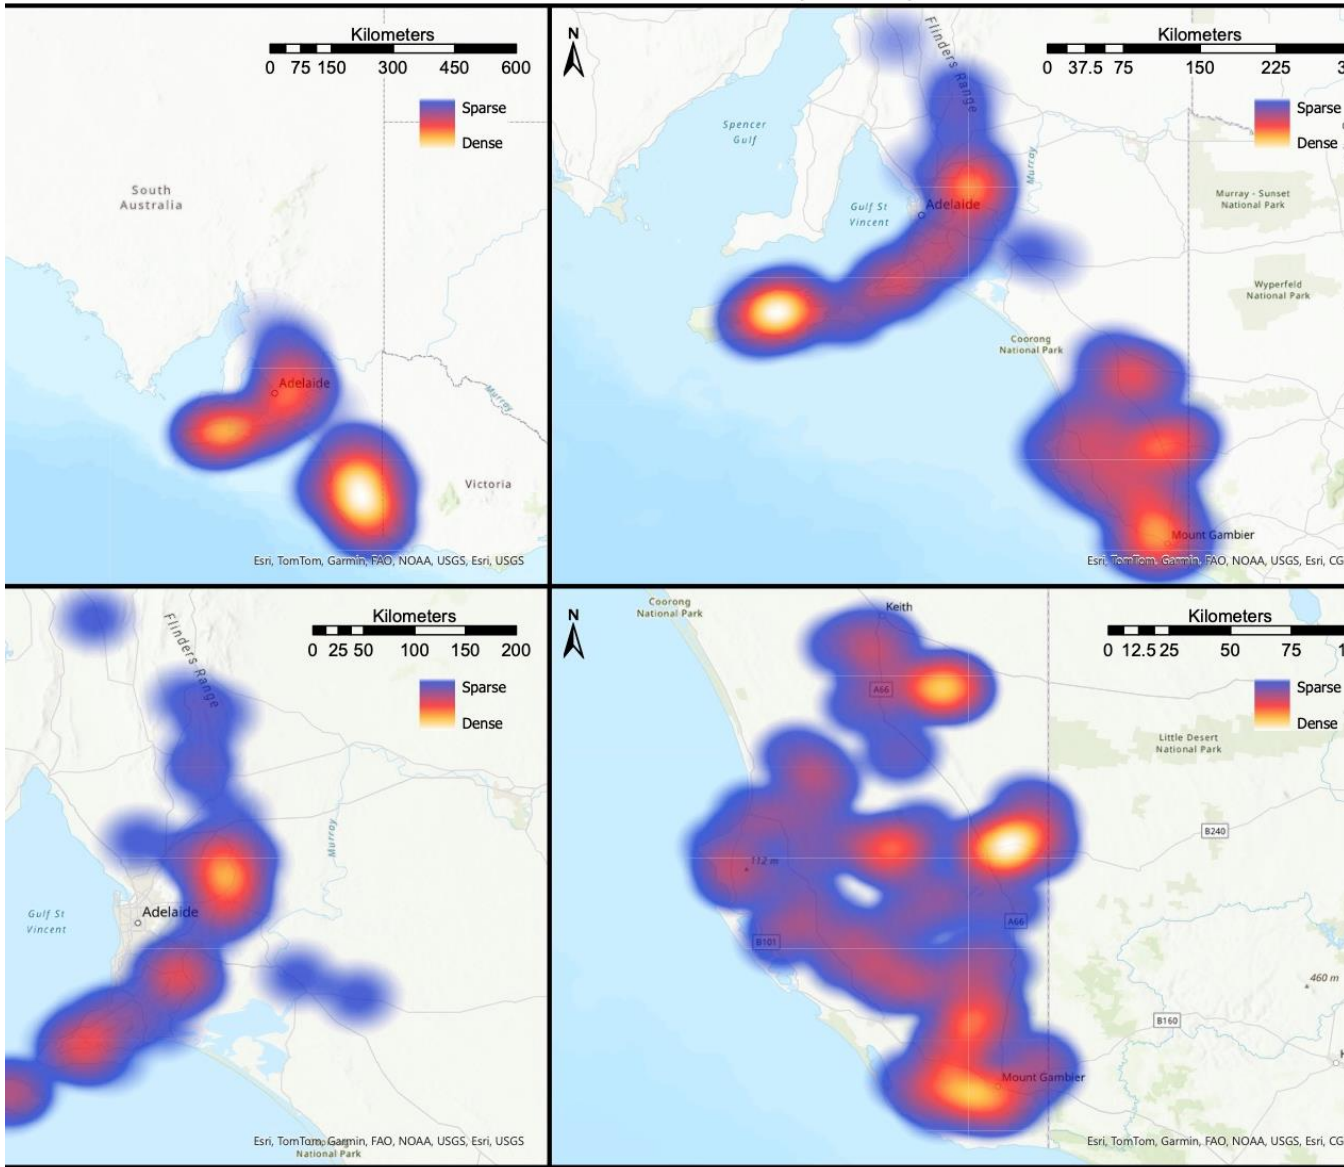 Kilometers
0 75 150 300 450 600
Sparse
Dense
South
Australia
Adelaide
Murray
Victoria
Esri, TomTom, Garmin, FAO, NOAA, USGS, Esri, USGS
N
Flinders Range
Kilometers
0 37.5 75 150 225
Sparse
Dense
Spencer
Gulf
Murray
Murray - Sunset
National Park
Gulf St
Vincent
Adelaide
Wyperfeld
National Park
Coorong
National Park
Mount Gambier
Esri, TomTom, Garmin, FAO, NOAA, USGS, Esri, CG
Kilometers
0 25 50 100 150 200
Flinders Range
Sparse
Dense
Murray
Gulf St
Vincent
Adelaide
Esri, TomTom, Garmin, FAO, NOAA, USGS, Esri, USGS
National Park
N
Coorong
National Park
Keith
Kilometers
0 12.5 25 50 75
Sparse
Dense
A66
Little Desert
National Park
B240
112 m
A66
B101
460 m
B160
Mount Gambier
Esri, TomTom, Garmin, FAO, NOAA, USGS, Esri, CG